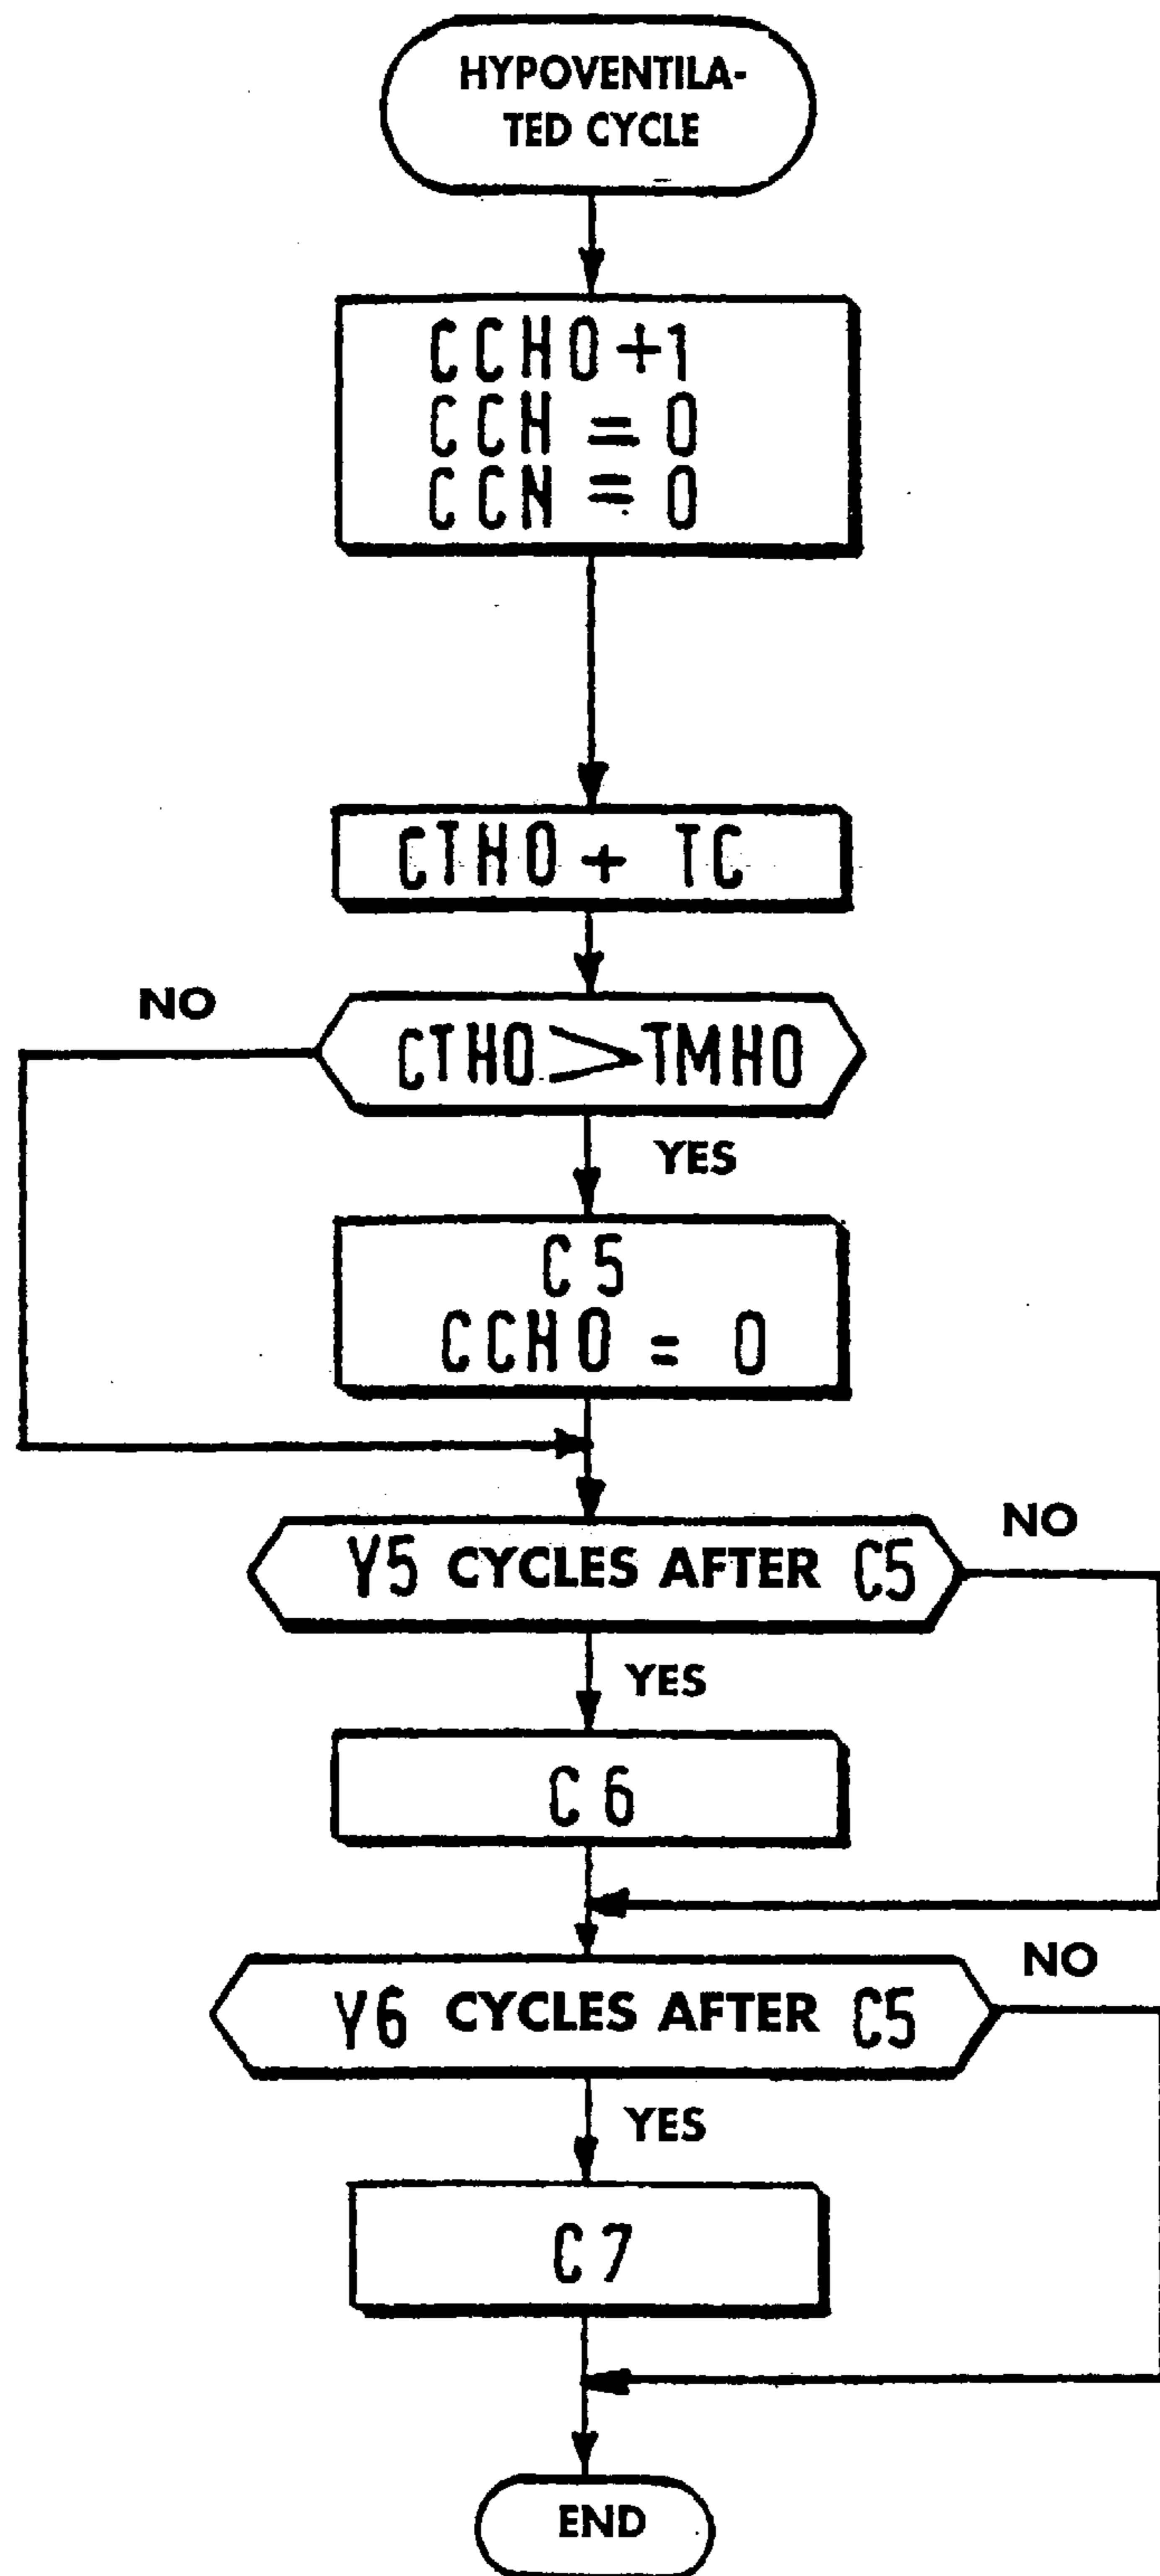 HYPOVENTILA-
TED CYCLE
CCHO+1
CCH = 0
CCN = 0
CTHO + TC
NO
CTHO>TMHO
YES
C5
CCHO = 0
NO
Y5 CYCLES AFTER C5
YES
C6
NO
Y6 CYCLES AFTER C5
YES
C7
END